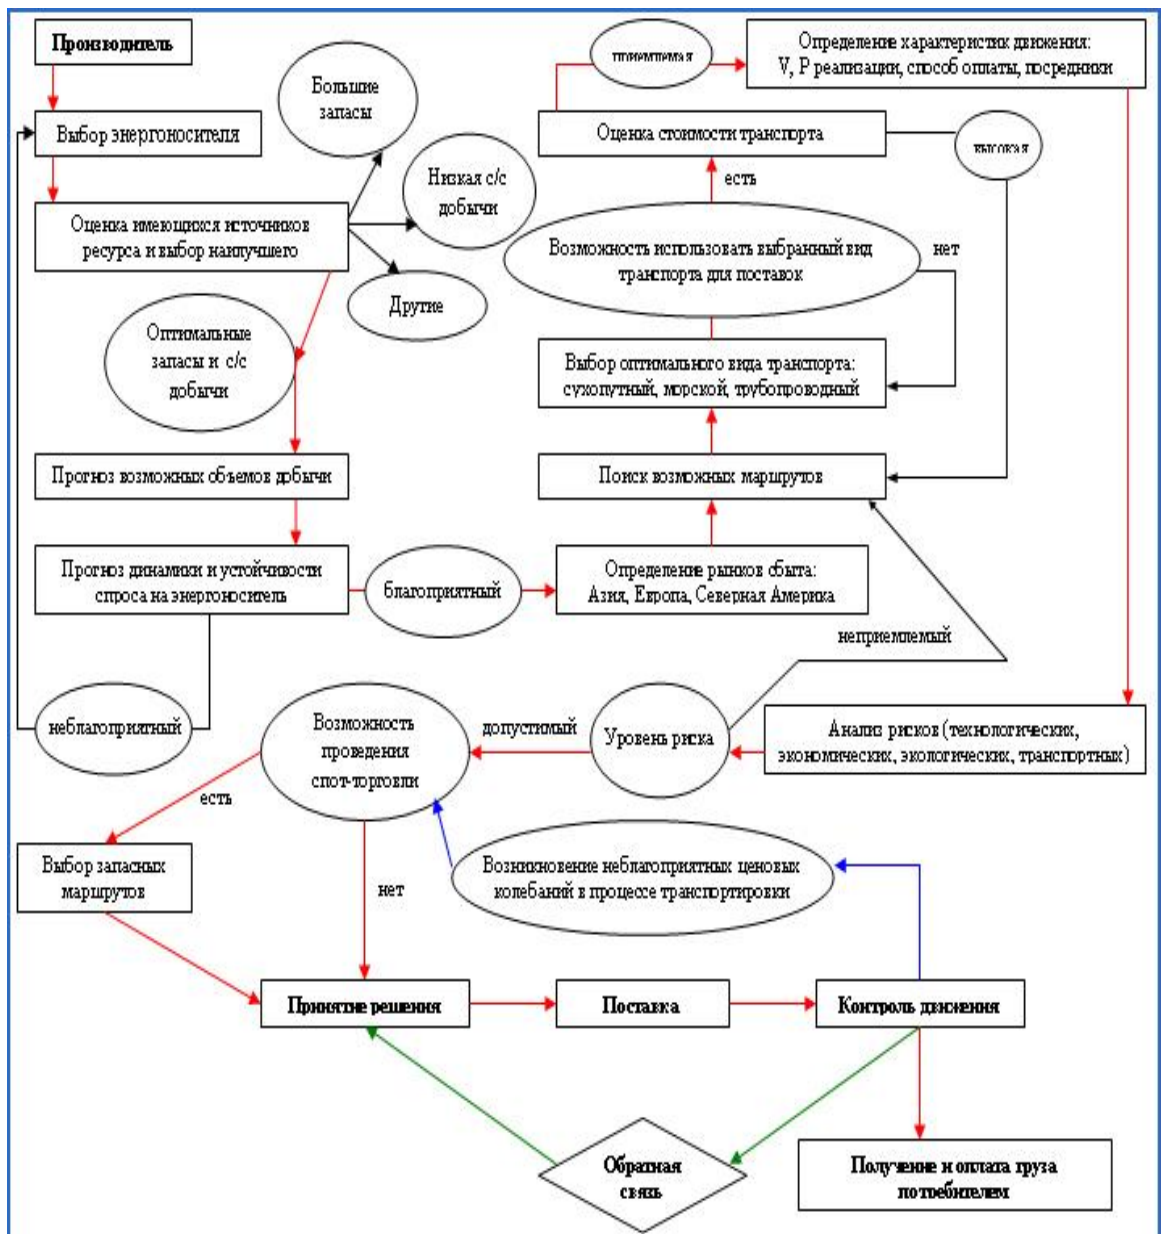 Производитель
Выбор энергоносителя
Оценка имеющихся источников
ресурса и выбор наилучшего
Большие
запасы
Низкая с/с
добычи
Другие
Оптимальные
запасы и с/с
добычи
Прогноз возможных объемов добычи
Прогноз динамики и устойчивости
спроса на энергоноситель
благоприятный
неблагоприятный
приемлемая
Определение характеристик движения:
V, P реализации, способ оплаты, посредники
Оценка стоимости транспорта
высокая
есть
Возможность использовать выбранный вид
транспорта для поставок
нет
Выбор оптимального вида транспорта:
сухопутный, морской, трубопроводный
Поиск возможных маршрутов
Определение рынков сбыта:
Азия, Европа, Северная Америка
неприемлемый
Возможность
проведения
спот-торговли
допустимый
Уровень риска
Анализ рисков (технологических,
экономических, экологических, транспортных)
есть
Выбор запасных
маршрутов
нет
Возникновение неблагоприятных ценовых
колебаний в процессе транспортировки
Принятие решения
Поставка
Контроль движения
Обратная
связь
Получение и оплата груза
потребителем